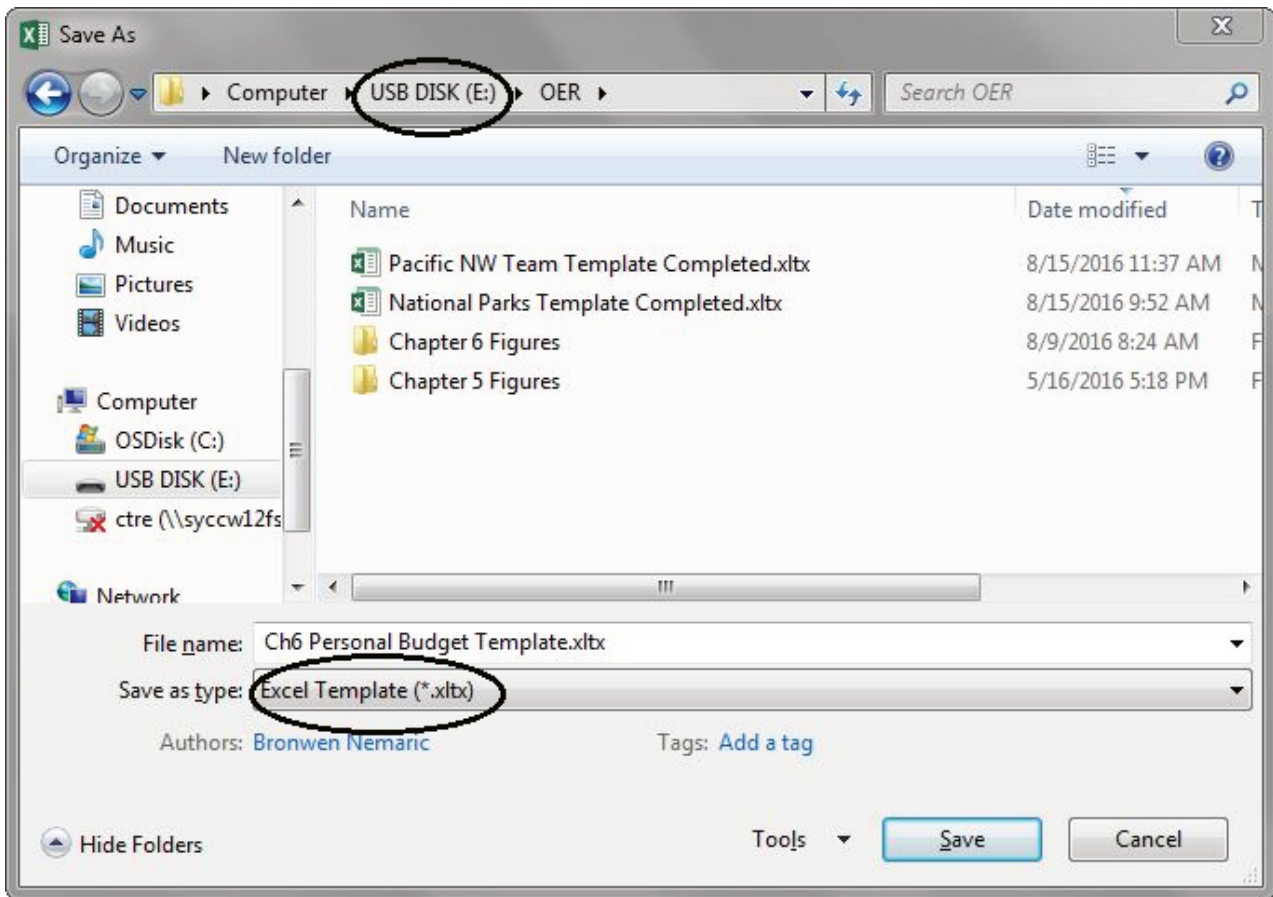 Save As
Computer USB DISK (E:) OER Search OER
Organize New folder
Documents
Music
Pictures
Videos
Computer
OSDisk (C:)
USB DISK (E:)
ctre (\\syccw12fs
Network
Name Date modified T
Pacific NW Team Template Completed.xltx 8/15/2016 11:37 AM M
National Parks Template Completed.xltx 8/15/2016 9:52 AM M
Chapter 6 Figures 8/9/2016 8:24 AM F
Chapter 5 Figures 5/16/2016 5:18 PM F
File name: Ch6 Personal Budget Template.xltx
Save as type: Excel Template (*.xltx)
Authors: Bronwen Nemaric Tags: Add a tag
Hide Folders Tools Save Cancel